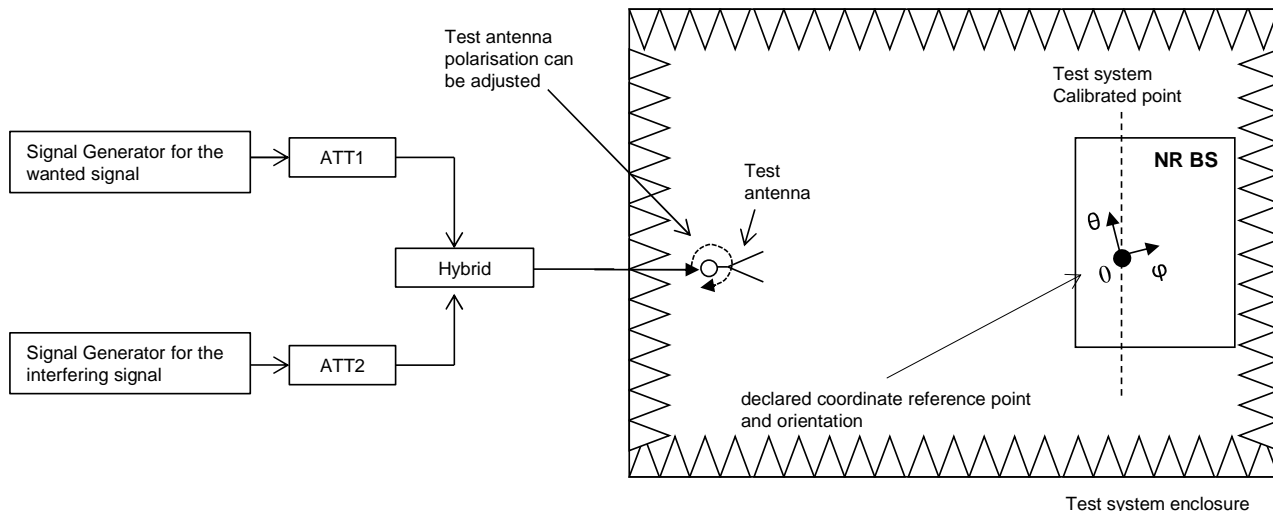 Test antenna
polarisation can
be adjusted
Test system
Calibrated point
Signal Generator for the
wanted signal
ATT1
NR BS
Test
antenna
θ
Hybrid
0
φ
Signal Generator for the
interfering signal
ATT2
declared coordinate reference point
and orientation
Test system enclosure